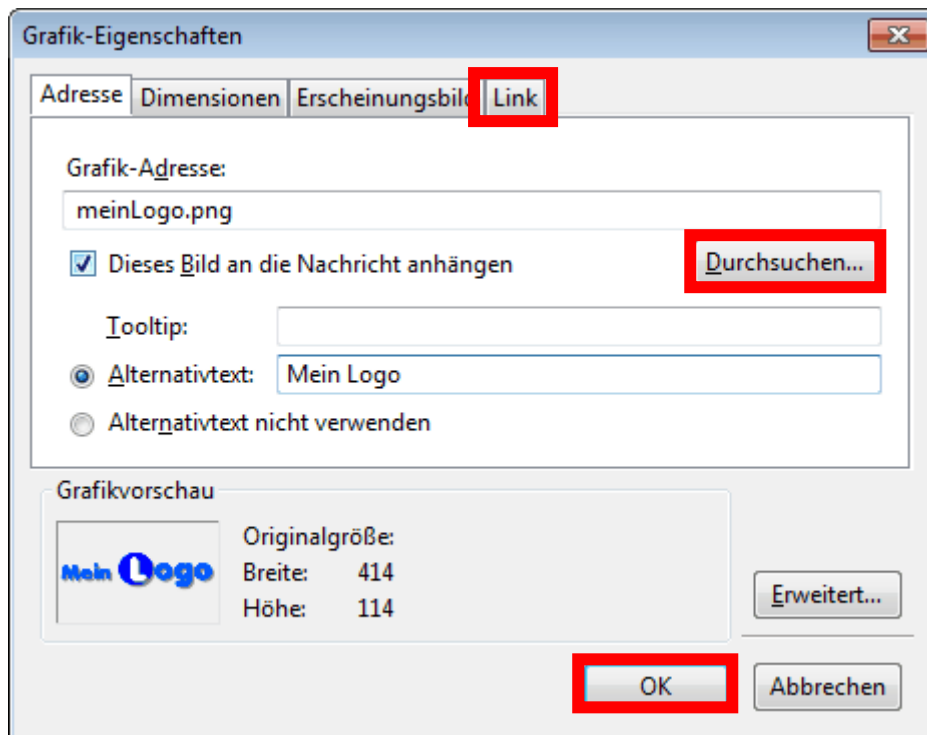 Grafik-Eigenschaften
Adresse Dimensionen Erscheinungsbild Link
Grafik-Adresse:
meinLogo.png
Dieses Bild an die Nachricht anhängen Durchsuchen...
Tooltip:
Alternativtext: Mein Logo
Alternativtext nicht verwenden
Grafikvorschau
Mein Logo
Originalgröße:
Breite: 414
Höhe: 114
Erweitert...
OK Abbrechen